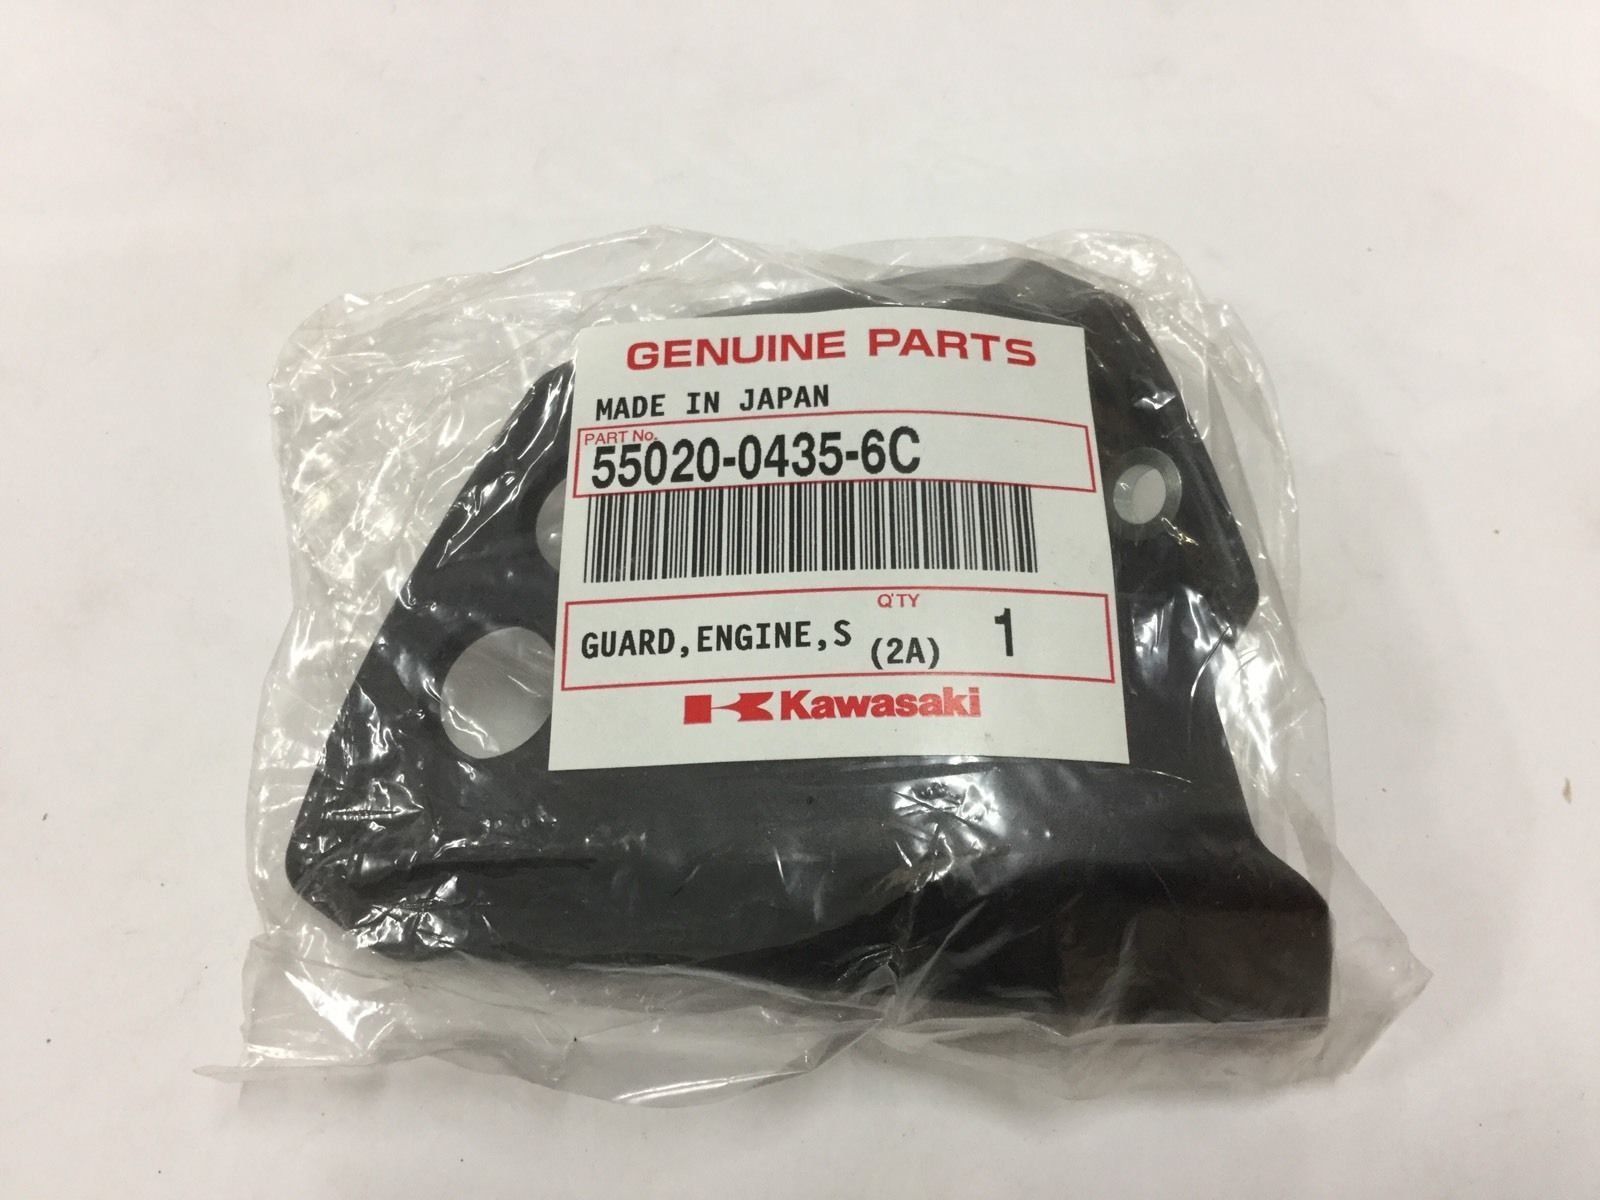 GENUINE PARTS
MADE IN JAPAN
PART No.
55020-0435-6C
Q'TY
GUARD,ENGINE,S (2A) 1
Kawasaki